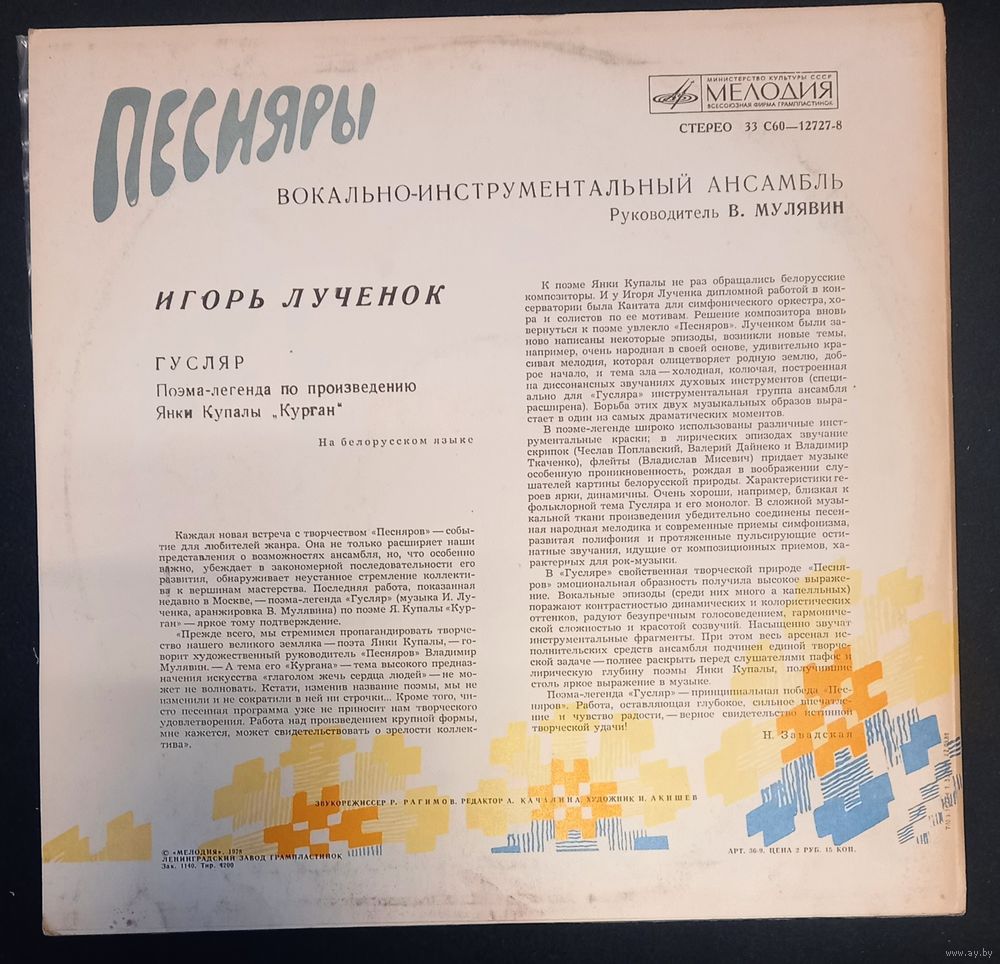 ПЕСНЯРЫ
МИНИСТЕРСТВО КУЛЬТУРЫ СССР
МЕЛОДИЯ
ВСЕСОЮЗНАЯ ФИРМА ГРАМПЛАСТИНОК
СТЕРЕО 33 С60—12727-8
ВОКАЛЬНО-ИНСТРУМЕНТАЛЬНЫЙ АНСАМБЛЬ
Руководитель В. МУЛЯВИН
ИГОРЬ ЛУЧЕНОК
ГУСЛЯР
Поэма-легенда по произведению
Янки Купалы „Курган“
На белорусском языке
Каждая новая встреча с творчеством «Песняров» — собы-
тие для любителей жанра. Она не только расширяет наши
представления о возможностях ансамбля, но, что особенно
важно, убеждает в закономерной последовательности его
развития, обнаруживает неустанное стремление коллекти-
ва к вершинам мастерства. Последняя работа, показанная
недавно в Москве, — поэма-легенда «Гусляр» (музыка И. Лу-
ченка, аранжировка В. Мулявина) по поэме Я. Купалы «Кур-
ган» — яркое тому подтверждение.
«Прежде всего, мы стремимся пропагандировать творче-
ство нашего великого земляка — поэта Янки Купалы, — го-
ворит художественный руководитель «Песняров» Владимир
Мулявин. — А тема его «Кургана» — тема высокого предназ-
начения искусства «глаголом жечь сердца людей» — не мо-
жет не волновать. Кстати, изменив название поэмы, мы не
изменили и не сократили в ней ни строчки... Кроме того, чи-
сто песенная программа уже не приносит нам творческого
удовлетворения. Работа над произведением крупной формы,
мне кажется, может свидетельствовать о зрелости коллек-
тива».
К поэме Янки Купалы не раз обращались белорусские
композиторы. И у Игоря Лученка дипломной работой в кон-
серватории была Кантата для симфонического оркестра, хо-
ра и солистов по ее мотивам. Решение композитора вновь
вернуться к поэме увлекло «Песняров». Лученком были за-
ново написаны некоторые эпизоды, возникли новые темы,
например, очень народная в своей основе, удивительно кра-
сивая мелодия, которая олицетворяет родную землю, доб-
рое начало, и тема зла — холодная, колючая, построенная
на диссонансных звучаниях духовых инструментов (специ-
ально для «Гусляра» инструментальная группа ансамбля
расширена). Борьба этих двух музыкальных образов выра-
стает в один из самых драматических моментов.
В поэме-легенде широко использованы различные инст-
рументальные краски; в лирических эпизодах звучание
скрипок (Чеслав Поплавский, Валерий Дайнеко и Владимир
Ткаченко), флейты (Владислав Мисевич) придает музыке
особенную проникновенность, рождая в воображении слу-
шателей картины белорусской природы. Характеристики ге-
роев ярки, динамичны. Очень хороши, например, близкая к
фольклорной тема Гусляра и его монолог. В сложной музы-
кальной ткани произведения убедительно соединены песен-
ная народная мелодика и современные приемы симфонизма,
развитая полифония и протяженные пульсирующие ости-
натные звучания, идущие от композиционных приемов, ха-
рактерных для рок-музыки.
В «Гусляре» свойственная творческой природе «Песня-
ров» эмоциональная образность получила высокое выраже-
ние. Вокальные эпизоды (среди них много а капелльных)
поражают контрастностью динамических и колористических
оттенков, радуют безупречным голосоведением, гармониче-
ской сложностью и красотой созвучий. Насыщенно звучат
инструментальные фрагменты. При этом весь арсенал ис-
полнительских средств ансамбля подчинен единой творче-
ской задаче — полнее раскрыть перед слушателями пафос и
лирическую глубину поэмы Янки Купалы, получившие
столь яркое выражение в музыке.
Поэма-легенда «Гусляр» — принципиальная победа «Пес-
няров». Работа, оставляющая глубокое, сильное впечатле-
ние и чувство радости, — верное свидетельство истинной
творческой удачи!
Н. Завадская
ЗВУКОРЕЖИССЕР Р. РАГИМОВ. РЕДАКТОР А. КАЧАЛИНА. ХУДОЖНИК Н. АКИШЕВ
© «МЕЛОДИЯ», 1979
ЛЕНИНГРАДСКИЙ ЗАВОД ГРАМПЛАСТИНОК
Зак. 1140. Тир. 4200
АРТ. 36-9. ЦЕНА 2 РУБ. 15 КОП.
www.ay.by